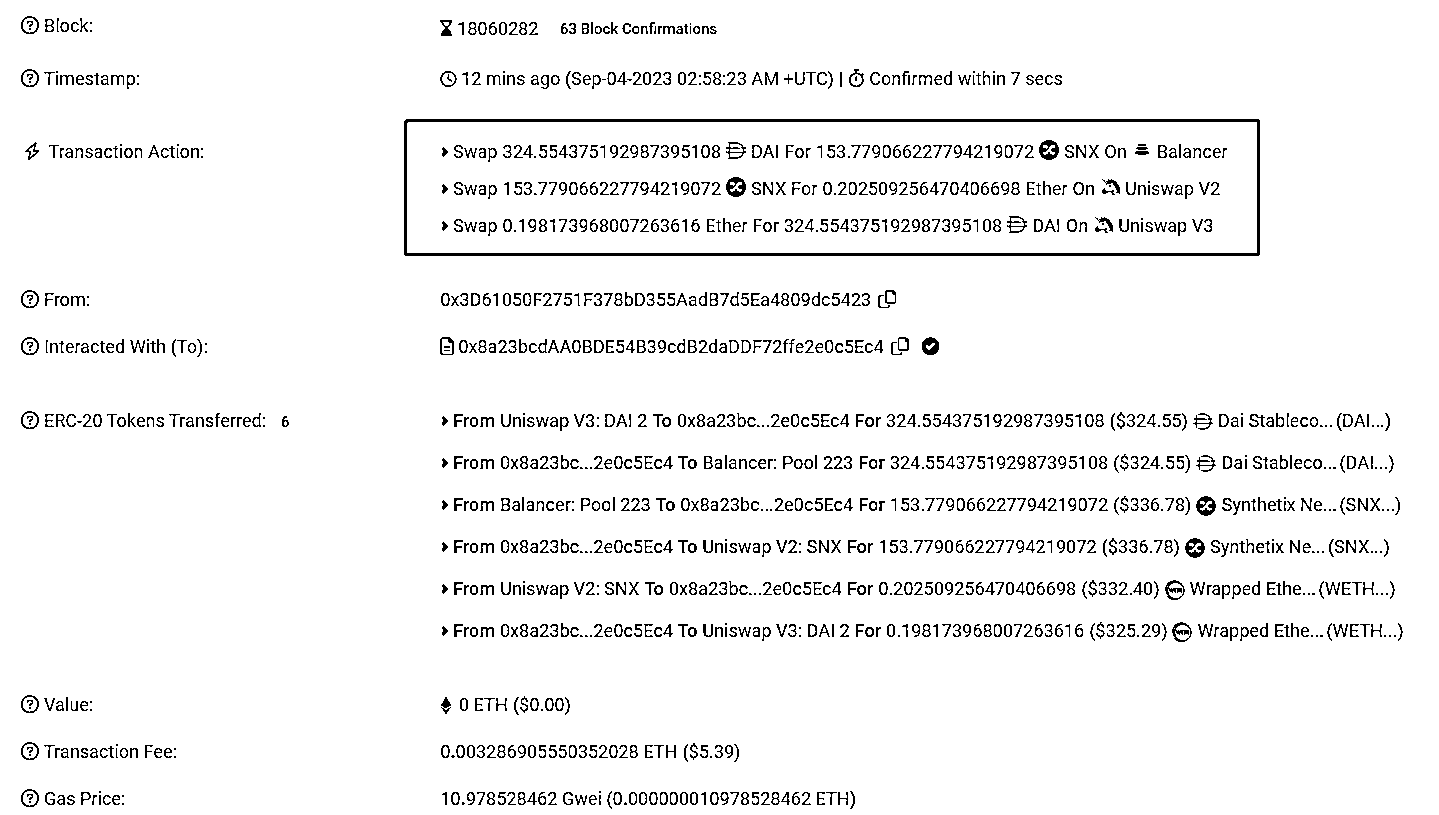 Block: 18060282 63 Block Confirmations
Timestamp: 12 mins ago (Sep-04-2023 02:58:23 AM +UTC) | Confirmed within 7 secs
Transaction Action: Swap 324.554375192987395108 DAI For 153.779066227794219072 SNX On Balancer
Swap 153.779066227794219072 SNX For 0.202509256470406698 Ether On Uniswap V2
Swap 0.198173968007263616 Ether For 324.554375192987395108 DAI On Uniswap V3
From: 0x3D61050F2751F378bD355AadB7d5Ea4809dc5423
Interacted With (To): 0x8a23bcdAA0BDE54B39cdB2daDDF72ffe2e0c5Ec4
ERC-20 Tokens Transferred: 6 From Uniswap V3: DAI 2 To 0x8a23bc...2e0c5Ec4 For 324.554375192987395108 ($324.55) Dai Stableco... (DAI...)
From 0x8a23bc...2e0c5Ec4 To Balancer: Pool 223 For 324.554375192987395108 ($324.55) Dai Stableco... (DAI...)
From Balancer: Pool 223 To 0x8a23bc...2e0c5Ec4 For 153.779066227794219072 ($336.78) Synthetix Ne... (SNX...)
From 0x8a23bc...2e0c5Ec4 To Uniswap V2: SNX For 153.779066227794219072 ($336.78) Synthetix Ne... (SNX...)
From Uniswap V2: SNX To 0x8a23bc...2e0c5Ec4 For 0.202509256470406698 ($332.40) Wrapped Ethe... (WETH...)
From 0x8a23bc...2e0c5Ec4 To Uniswap V3: DAI 2 For 0.198173968007263616 ($325.29) Wrapped Ethe... (WETH...)
Value: 0 ETH ($0.00)
Transaction Fee: 0.003286905550352028 ETH ($5.39)
Gas Price: 10.978528462 Gwei (0.000000010978528462 ETH)